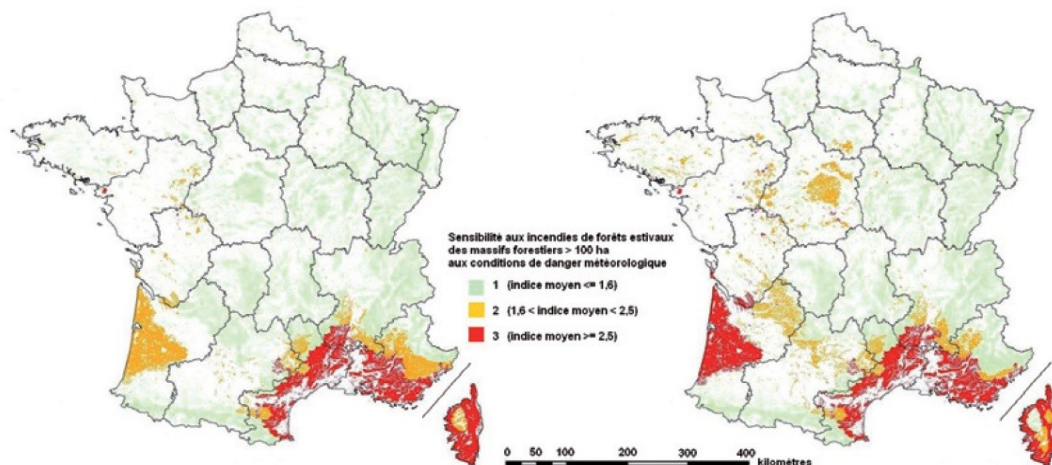 Sensibilité aux incendies de forêts estivaux
des massifs forestiers > 100 ha
aux conditions de danger météorologique
1 (indice moyen <= 1,6)
2 (1,6 < indice moyen < 2,5)
3 (indice moyen >= 2,5)
0 50 100 200 300 400
kilomètres